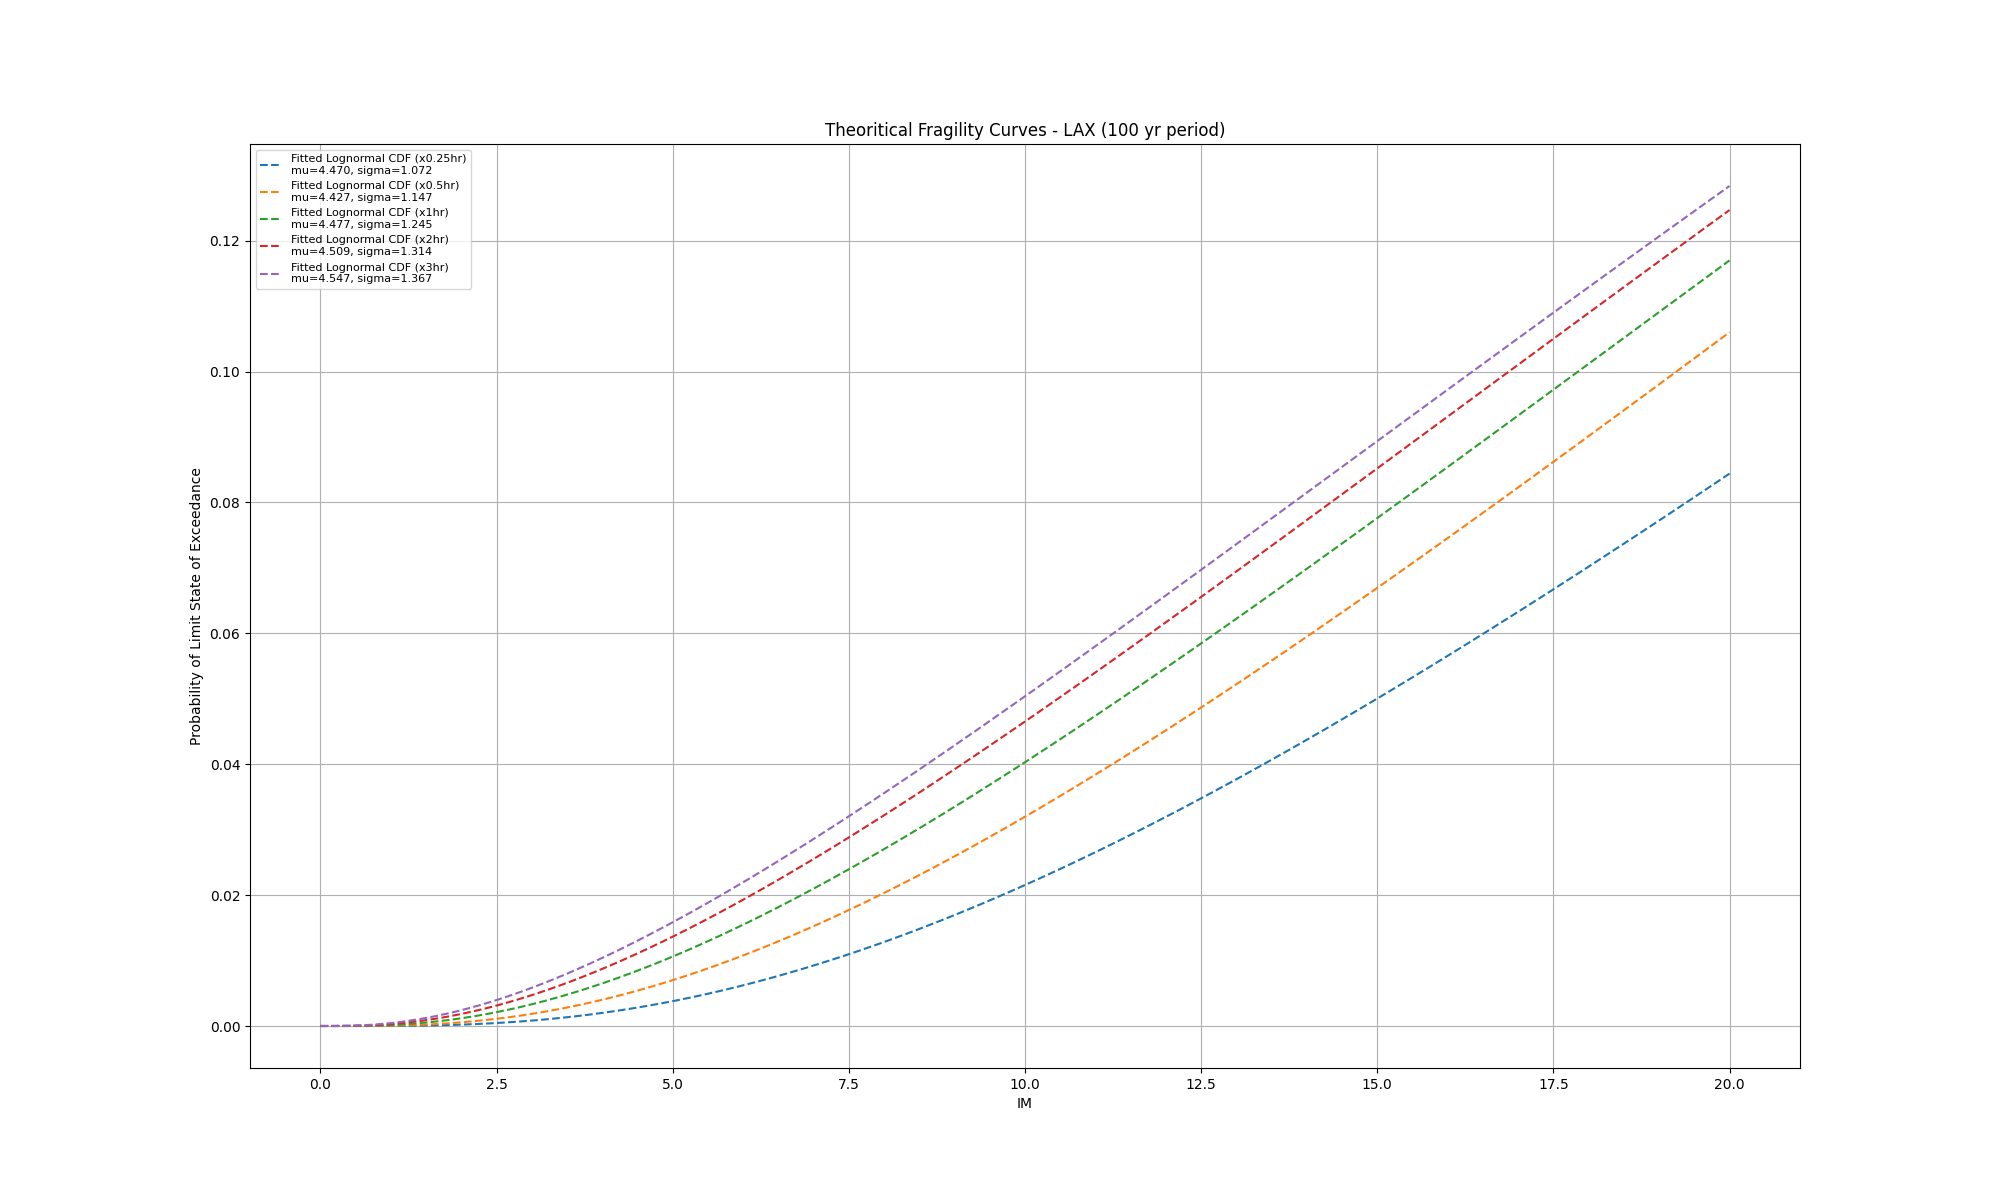 Theoritical Fragility Curves - LAX (100 yr period)
Fitted Lognormal CDF (x0.25hr)
mu=4.470, sigma=1.072
Fitted Lognormal CDF (x0.5hr)
mu=4.427, sigma=1.147
Fitted Lognormal CDF (x1hr)
mu=4.477, sigma=1.245
Fitted Lognormal CDF (x2hr)
mu=4.509, sigma=1.314
Fitted Lognormal CDF (x3hr)
mu=4.547, sigma=1.367
Probability of Limit State of Exceedance
0.12
0.10
0.08
0.06
0.04
0.02
0.00
0.0 2.5 5.0 7.5 10.0 12.5 15.0 17.5 20.0
IM